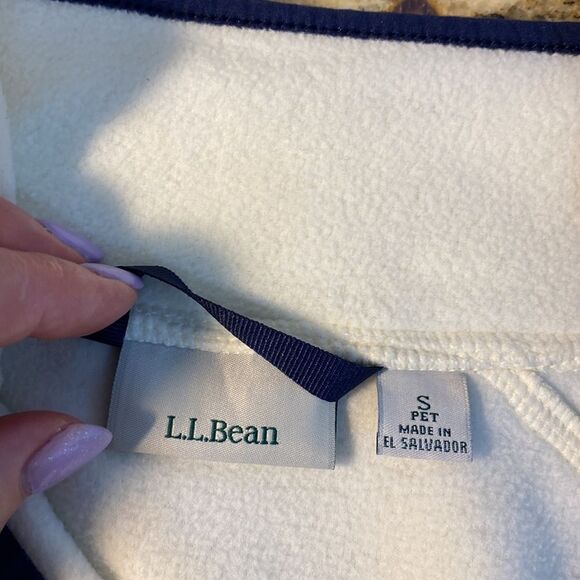 L.L.Bean
S
PET
MADE IN
EL SALVADOR